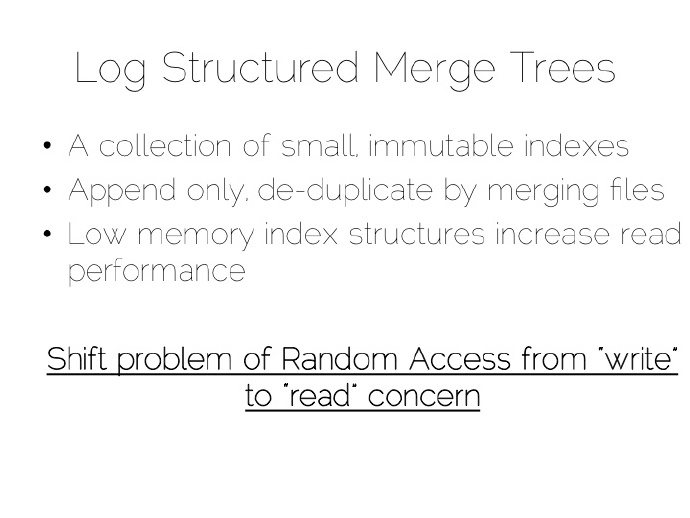 Log Structured Merge Trees
• A collection of small, immutable indexes
• Append only, de-duplicate by merging files
• Low memory index structures increase read
performance
Shift problem of Random Access from "write"
to "read" concern